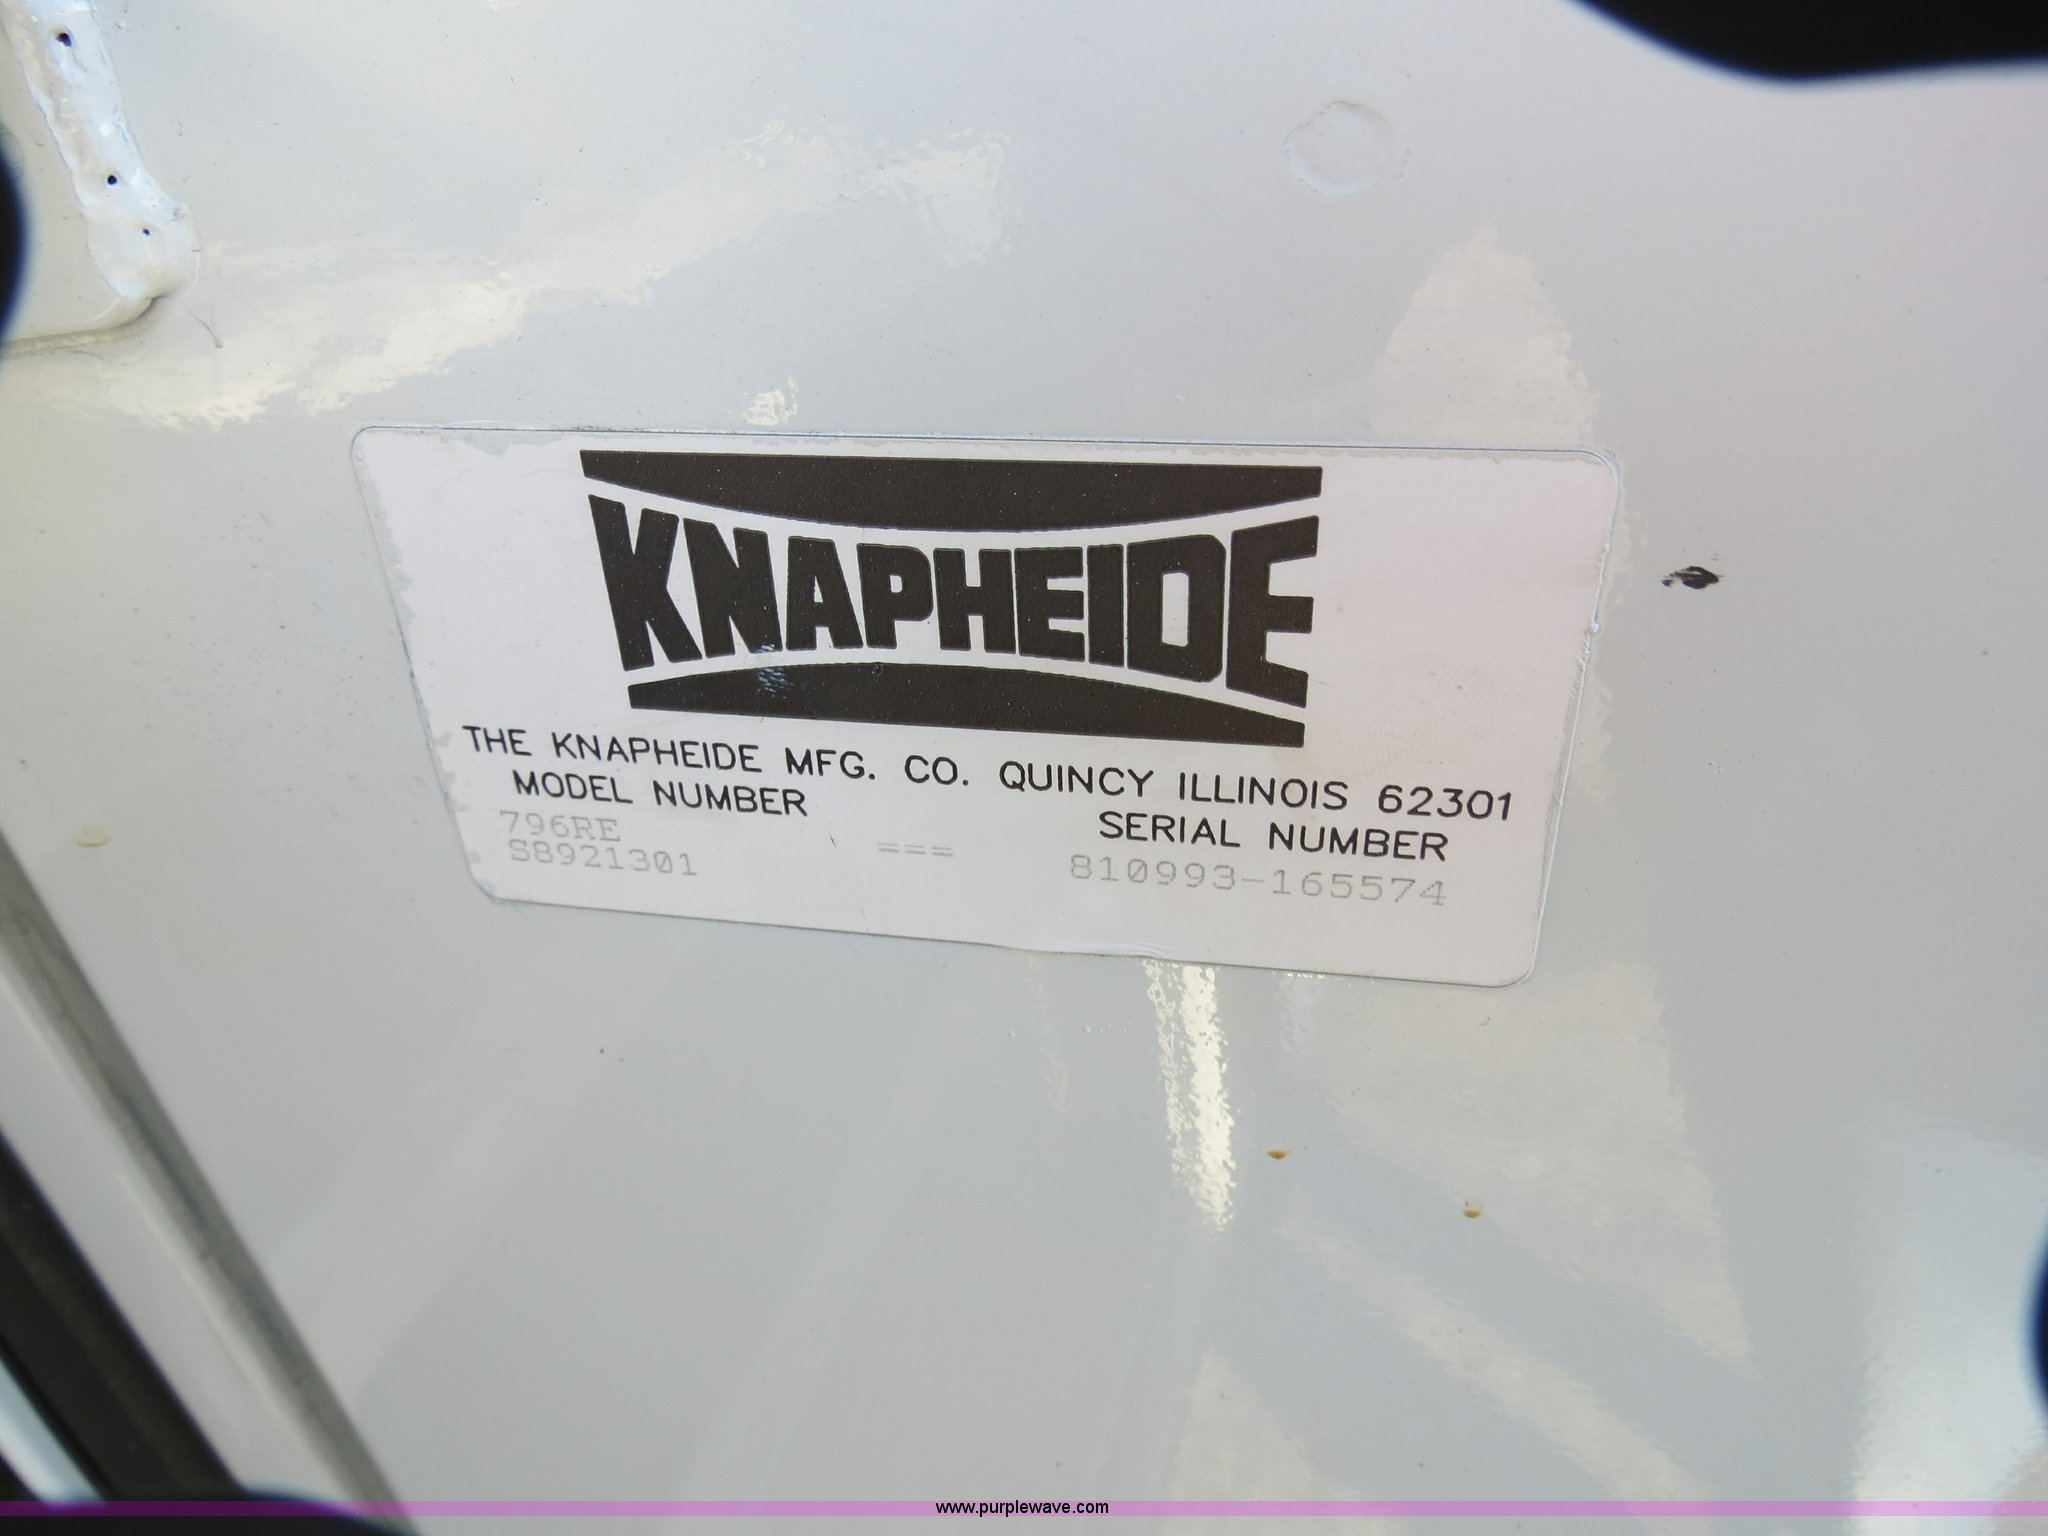 KNAPHEIDE
THE KNAPHEIDE MFG. CO. QUINCY ILLINOIS 62301
MODEL NUMBER SERIAL NUMBER
796RE
S8921301 === 810993-165574
www.purplewave.com